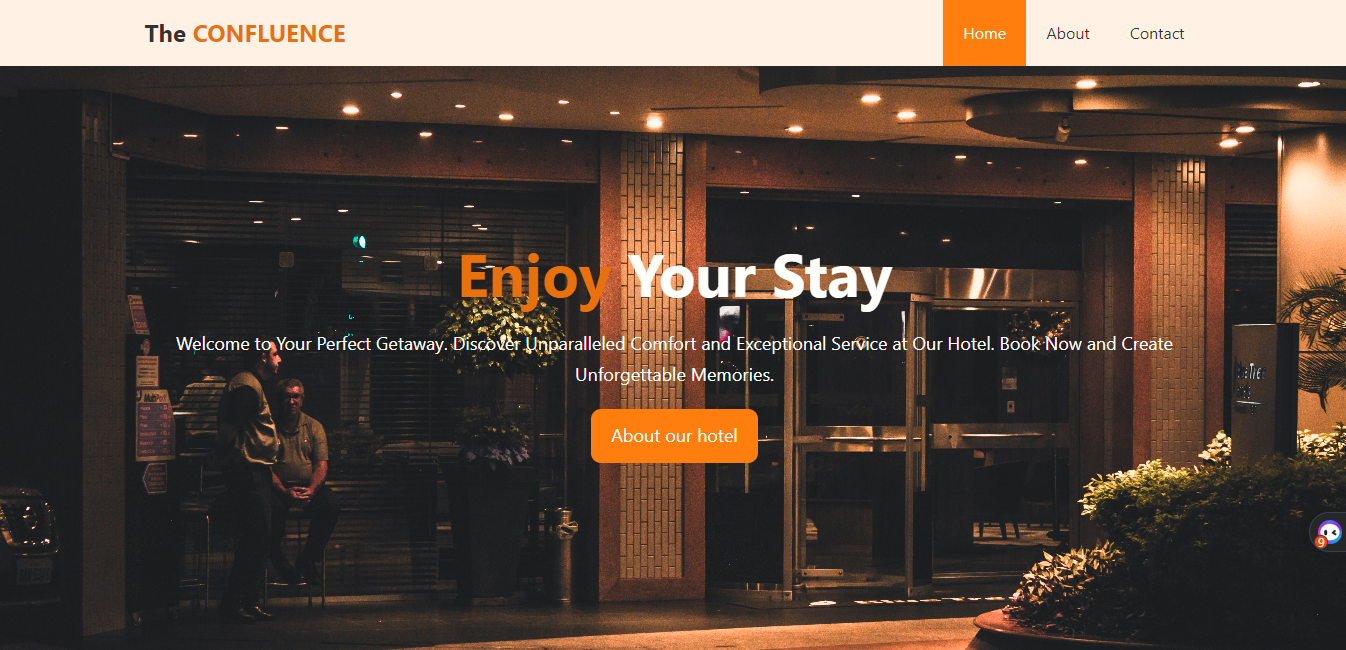 The CONFLUENCE
Home About Contact
Enjoy Your Stay
Welcome to Your Perfect Getaway. Discover Unparalleled Comfort and Exceptional Service at Our Hotel. Book Now and Create
Unforgettable Memories.
About our hotel
9